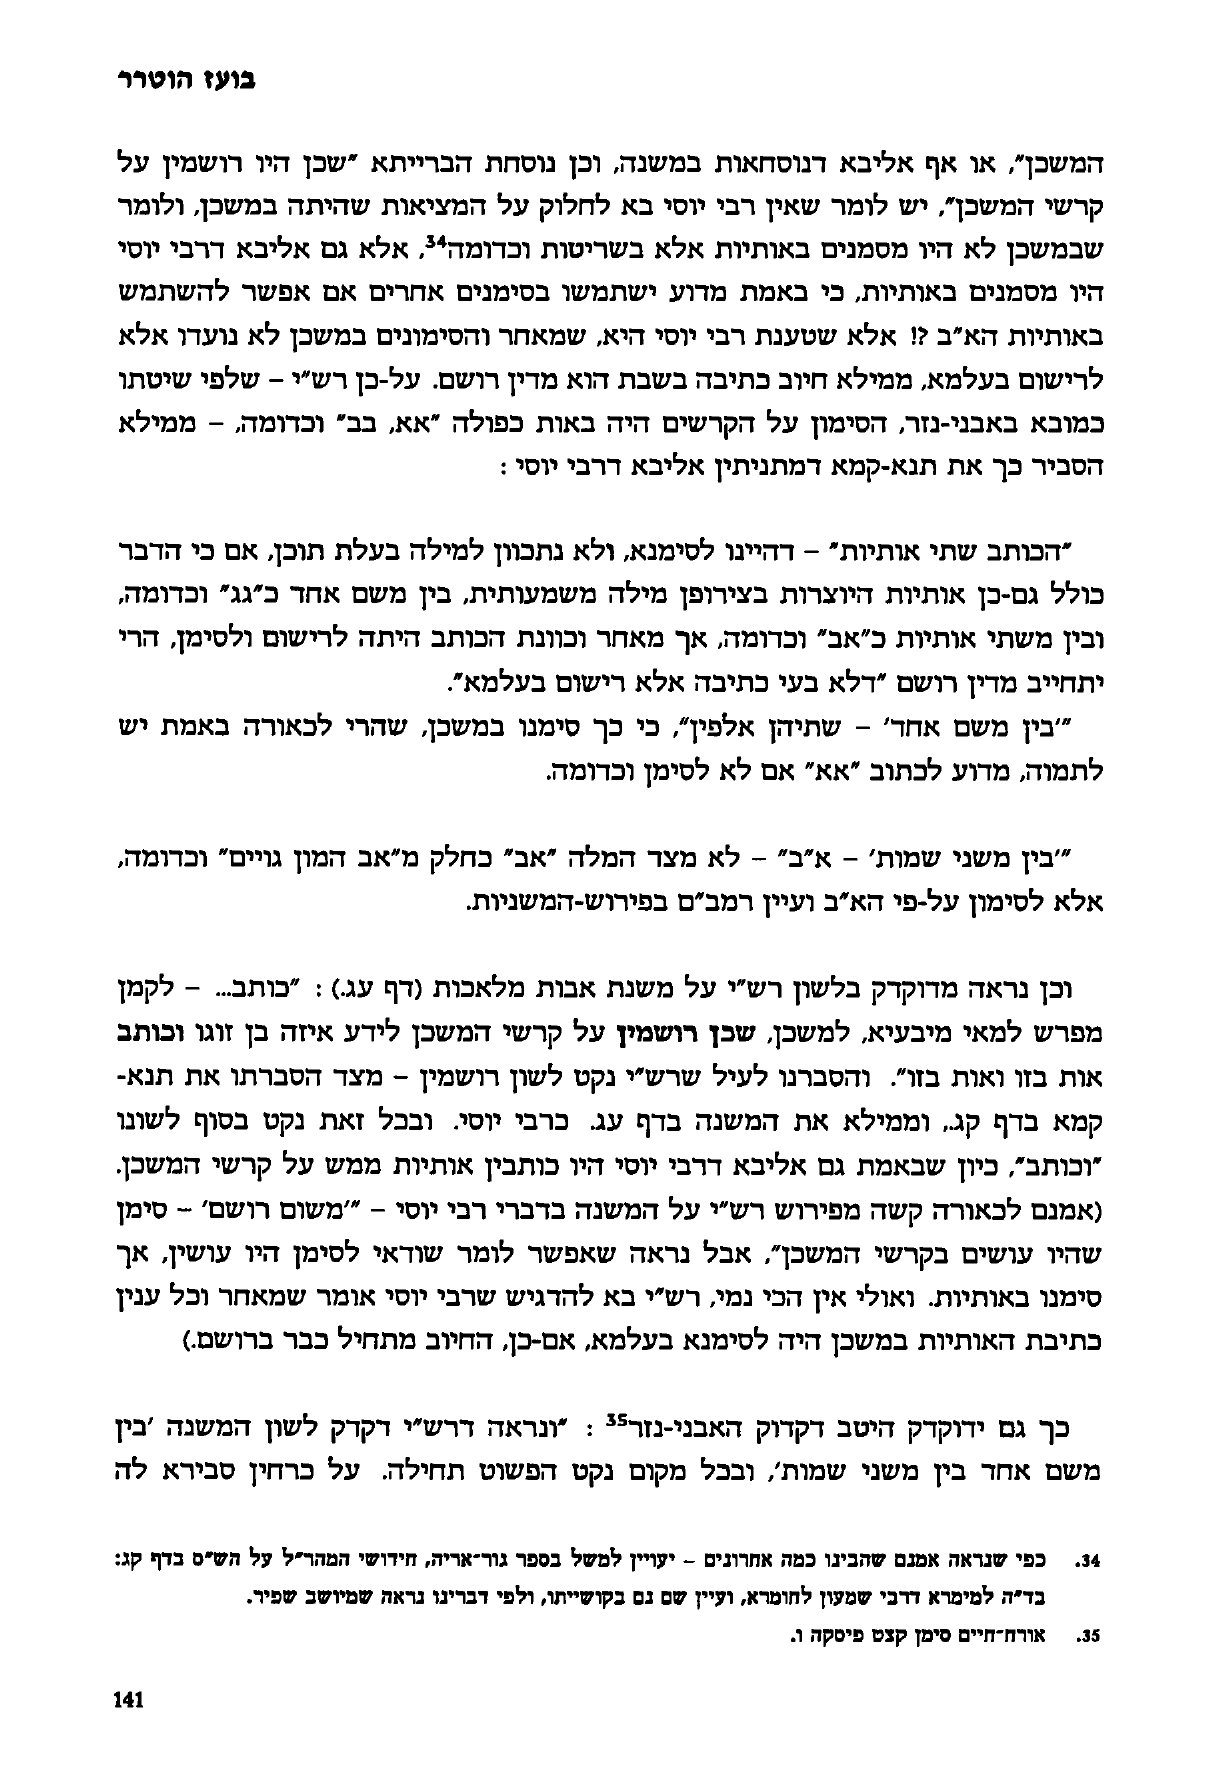 בועז הוטרר
המשכן", או אף אליבא דנוסחאות במשנה, וכן נוסחת הברייתא "שכן היו רושמין על
קרשי המשכן", יש לומר שאין רבי יוסי בא לחלוק על המציאות שהיתה במשכן, ולומר
שבמשכן לא היו מסמנים באותיות אלא בשריטות וכדומה34, אלא גם אליבא דרבי יוסי
היו מסמנים באותיות, כי באמת מדוע ישתמשו בסימנים אחרים אם אפשר להשתמש
באותיות הא"ב ?! אלא שטענת רבי יוסי היא, שמאחר והסימונים במשכן לא נועדו אלא
לרישום בעלמא, ממילא חיוב כתיבה בשבת הוא מדין רושם. על-כן רש"י – שלפי שיטתו
כמובא באבני-נזר, הסימון על הקרשים היה באות כפולה "אא, בב" וכדומה, – ממילא
הסביר כך את תנא-קמא דמתניתין אליבא דרבי יוסי :
"הכותב שתי אותיות" – דהיינו לסימנא, ולא נתכוון למילה בעלת תוכן, אם כי הדבר
כולל גם-כן אותיות היוצרות בצירופן מילה משמעותית, בין משם אחד כ"גג" וכדומה,
ובין משתי אותיות כ"אב" וכדומה, אך מאחר וכוונת הכותב היתה לרישום ולסימן, הרי
יתחייב מדין רושם "דלא בעי כתיבה אלא רישום בעלמא".
"'בין משם אחד' – שתיהן אלפין", כי כך סימנו במשכן, שהרי לכאורה באמת יש
לתמוה, מדוע לכתוב "אא" אם לא לסימן וכדומה.
"'בין משני שמות' – א"ב" – לא מצד המלה "אב" כחלק מ"אב המון גויים" וכדומה,
אלא לסימון על-פי הא"ב ועיין רמב"ם בפירוש-המשניות.
וכן נראה מדוקדק בלשון רש"י על משנת אבות מלאכות (דף עג.) : "כותב... – לקמן
מפרש למאי מיבעיא, למשכן, שכן רושמין על קרשי המשכן לידע איזה בן זוגו וכותב
אות בזו ואות בזו". והסברנו לעיל שרש"י נקט לשון רושמין – מצד הסברתו את תנא-
קמא בדף קג., וממילא את המשנה בדף עג. כרבי יוסי. ובכל זאת נקט בסוף לשונו
"וכותב", כיון שבאמת גם אליבא דרבי יוסי היו כותבין אותיות ממש על קרשי המשכן.
(אמנם לכאורה קשה מפירוש רש"י על המשנה בדברי רבי יוסי – "'משום רושם' – סימן
שהיו עושים בקרשי המשכן", אבל נראה שאפשר לומר שודאי לסימן היו עושין, אך
סימנו באותיות. ואולי אין הכי נמי, רש"י בא להדגיש שרבי יוסי אומר שמאחר וכל ענין
כתיבת האותיות במשכן היה לסימנא בעלמא, אם-כן, החיוב מתחיל כבר ברושם.)
כך גם ידוקדק היטב דקדוק האבני-נזר35 : "ונראה דרש"י דקדק לשון המשנה 'בין
משם אחד בין משני שמות', ובכל מקום נקט הפשוט תחילה. על כרחין סבירא לה
34. כפי שנראה אמנם שהבינו כמה אחרונים – יעויין למשל בספר גור-אריה, חידושי המהר"ל על הש"ס בדף קג:
בד"ה למימרא דרבי שמעון לחומרא, ועיין שם גם בקושייתו, ולפי דברינו נראה שמיושב שפיר.
35. אורח-חיים סימן קצט פיסקה ו.
141